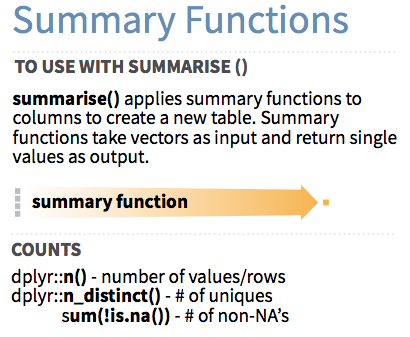 Summary Functions
TO USE WITH SUMMARISE ()
summarise() applies summary functions to
columns to create a new table. Summary
functions take vectors as input and return single
values as output.
summary function
COUNTS
dplyr::n() - number of values/rows
dplyr::n_distinct() - # of uniques
sum(!is.na()) - # of non-NA’s